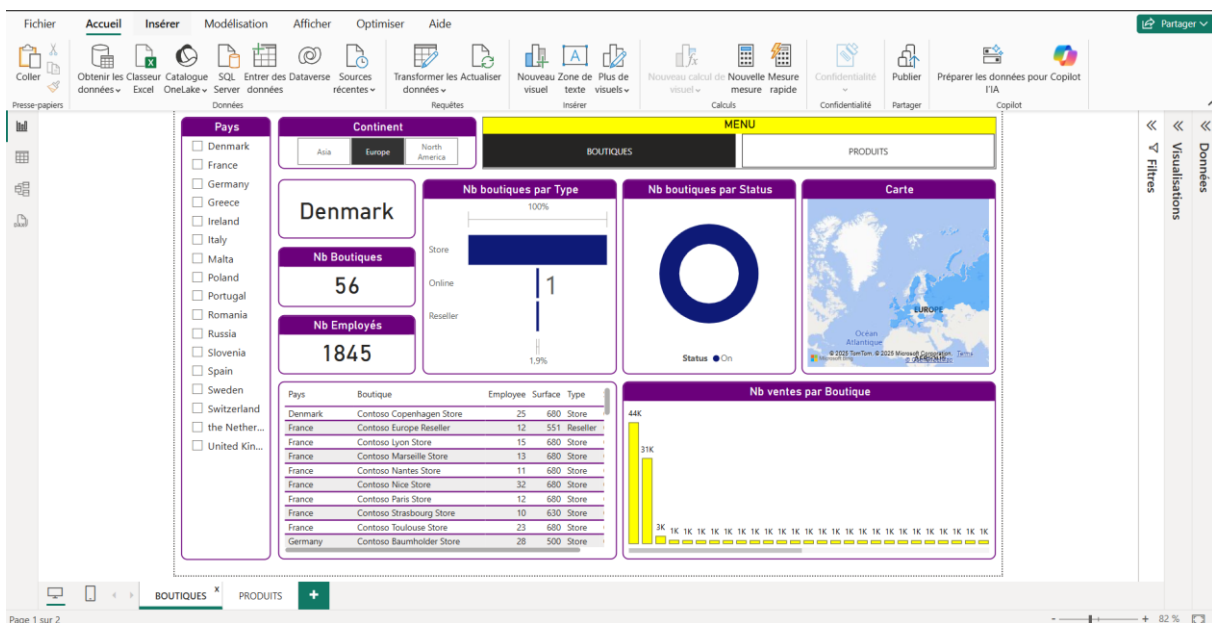 Fichier Accueil Insérer Modélisation Afficher Optimiser Aide Partager
Coller
Obtenir les données
Classeur Excel
Catalogue OneLake
SQL Server
Entrer des données
Dataverse
Sources récentes
Transformer les données
Actualiser
Nouveau visuel
Zone de texte
Plus de visuels
Nouveau calcul de visuel
Nouvelle mesure
Mesure rapide
Confidentialité
Publier
Préparer les données pour l'IA
Copilot
Presse-papiers Données Requêtes Insérer Calculs Confidentialité Partager Copilot
Pays
Denmark
France
Germany
Greece
Ireland
Italy
Malta
Poland
Portugal
Romania
Russia
Slovenia
Spain
Sweden
Switzerland
the Nether...
United Kin...
Continent
Asia Europe North America
MENU
BOUTIQUES PRODUITS
Denmark
Nb Boutiques
56
Nb Employés
1845
Nb boutiques par Type
100%
Store
Online 1
Reseller
1,9%
Nb boutiques par Status
Status On
Carte
EUROPE
Océan
Atlantique
© 2025 TomTom, © 2025 Microsoft Corporation, Terms
Pays Boutique Employee Surface Type
Denmark Contoso Copenhagen Store 25 680 Store
France Contoso Europe Reseller 12 551 Reseller
France Contoso Lyon Store 15 680 Store
France Contoso Marseille Store 13 680 Store
France Contoso Nantes Store 11 680 Store
France Contoso Nice Store 32 680 Store
France Contoso Paris Store 12 680 Store
France Contoso Strasbourg Store 10 630 Store
France Contoso Toulouse Store 23 680 Store
Germany Contoso Baumholder Store 28 500 Store
Nb ventes par Boutique
44K
31K
3K 1K 1K 1K 1K 1K 1K 1K 1K 1K 1K 1K 1K 1K 1K 1K 1K 1K 1K 1K 1K 1K 1K 1K 1K
Filtres
Visualisations
Données
BOUTIQUES x PRODUITS +
Page 1 sur 2
- + 82 %